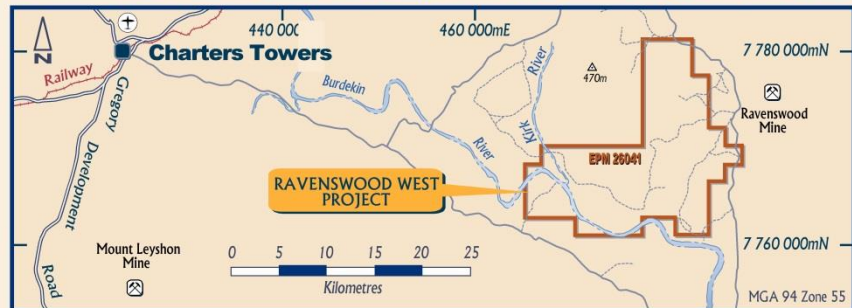 440 000mE
460 000mE
N
Charters Towers
7 780 000mN
Railway
River
470m
Burdekin
Ravenswood
Mine
Gregory Development Road
Kirk
River
EPM 26041
RAVENSWOOD WEST
PROJECT
Mount Leyshon
Mine
0 5 10 15 20 25
Kilometres
7 760 000mN
MGA 94 Zone 55